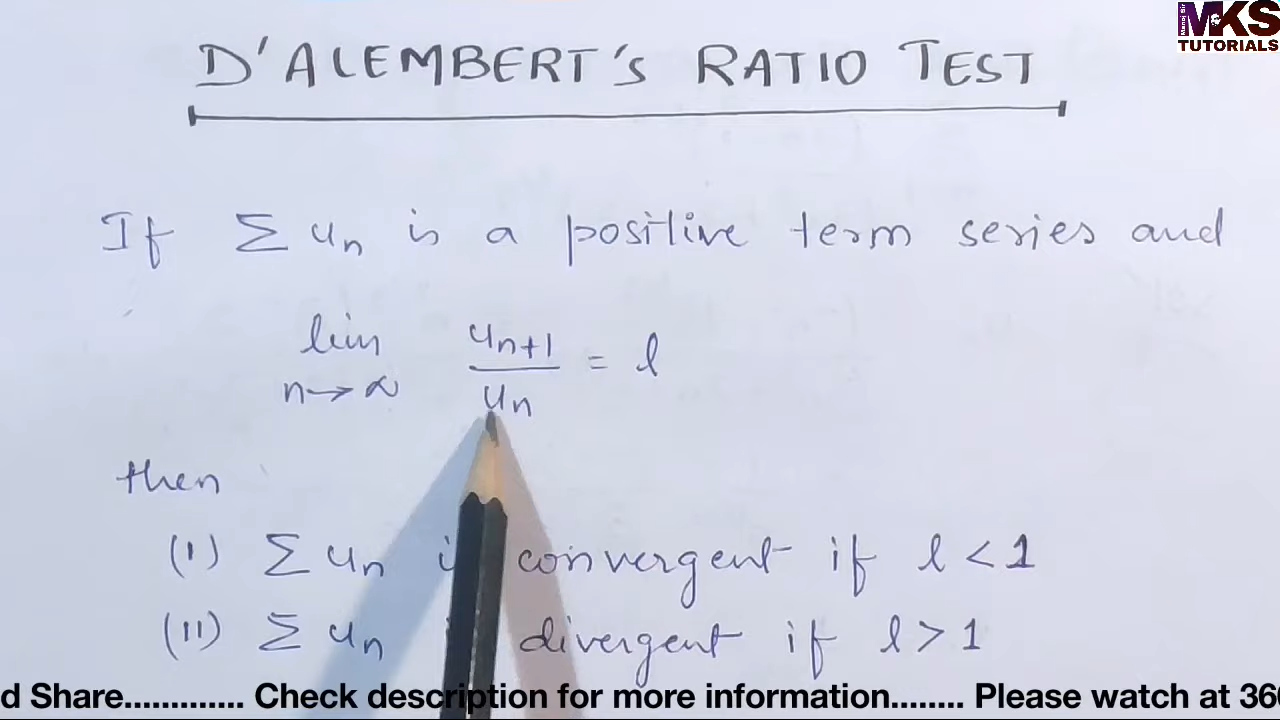 MKS
TUTORIALS
D'ALEMBERT's RATIO TEST
If Σ un is a positive term series and
lim n→∞ un+1/un = l
then
(I) Σ un i convergent if l < 1
(II) Σ un divergent if l > 1
d Share............. Check description for more information........ Please watch at 36